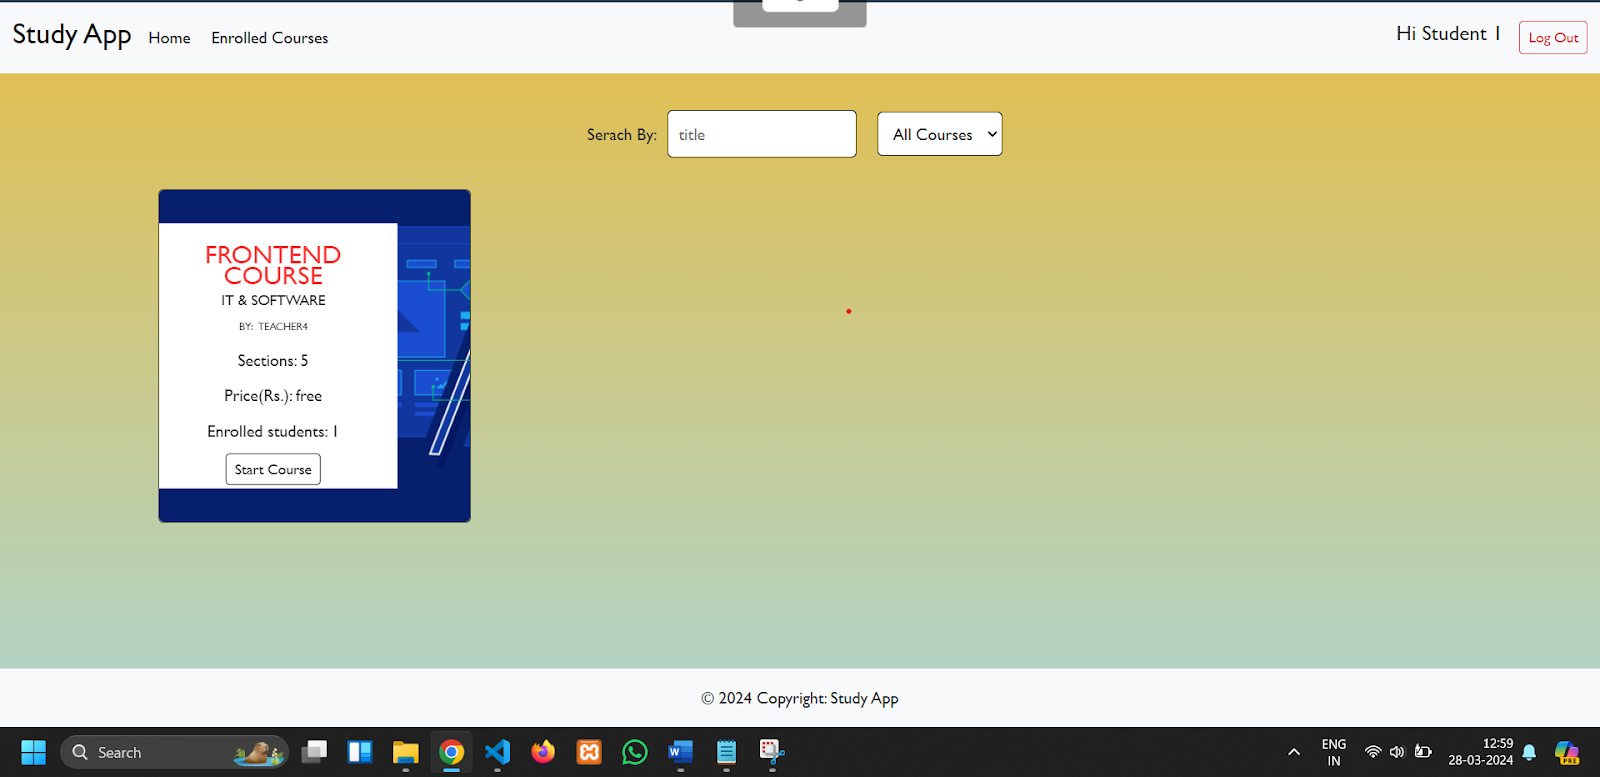 Study App Home Enrolled Courses Hi Student 1 Log Out
Serach By: title All Courses
FRONTEND
COURSE
IT & SOFTWARE
BY: TEACHER4
Sections: 5
Price(Rs.): free
Enrolled students: 1
Start Course
© 2024 Copyright: Study App
Search
ENG
IN
12:59
28-03-2024
W
PRE